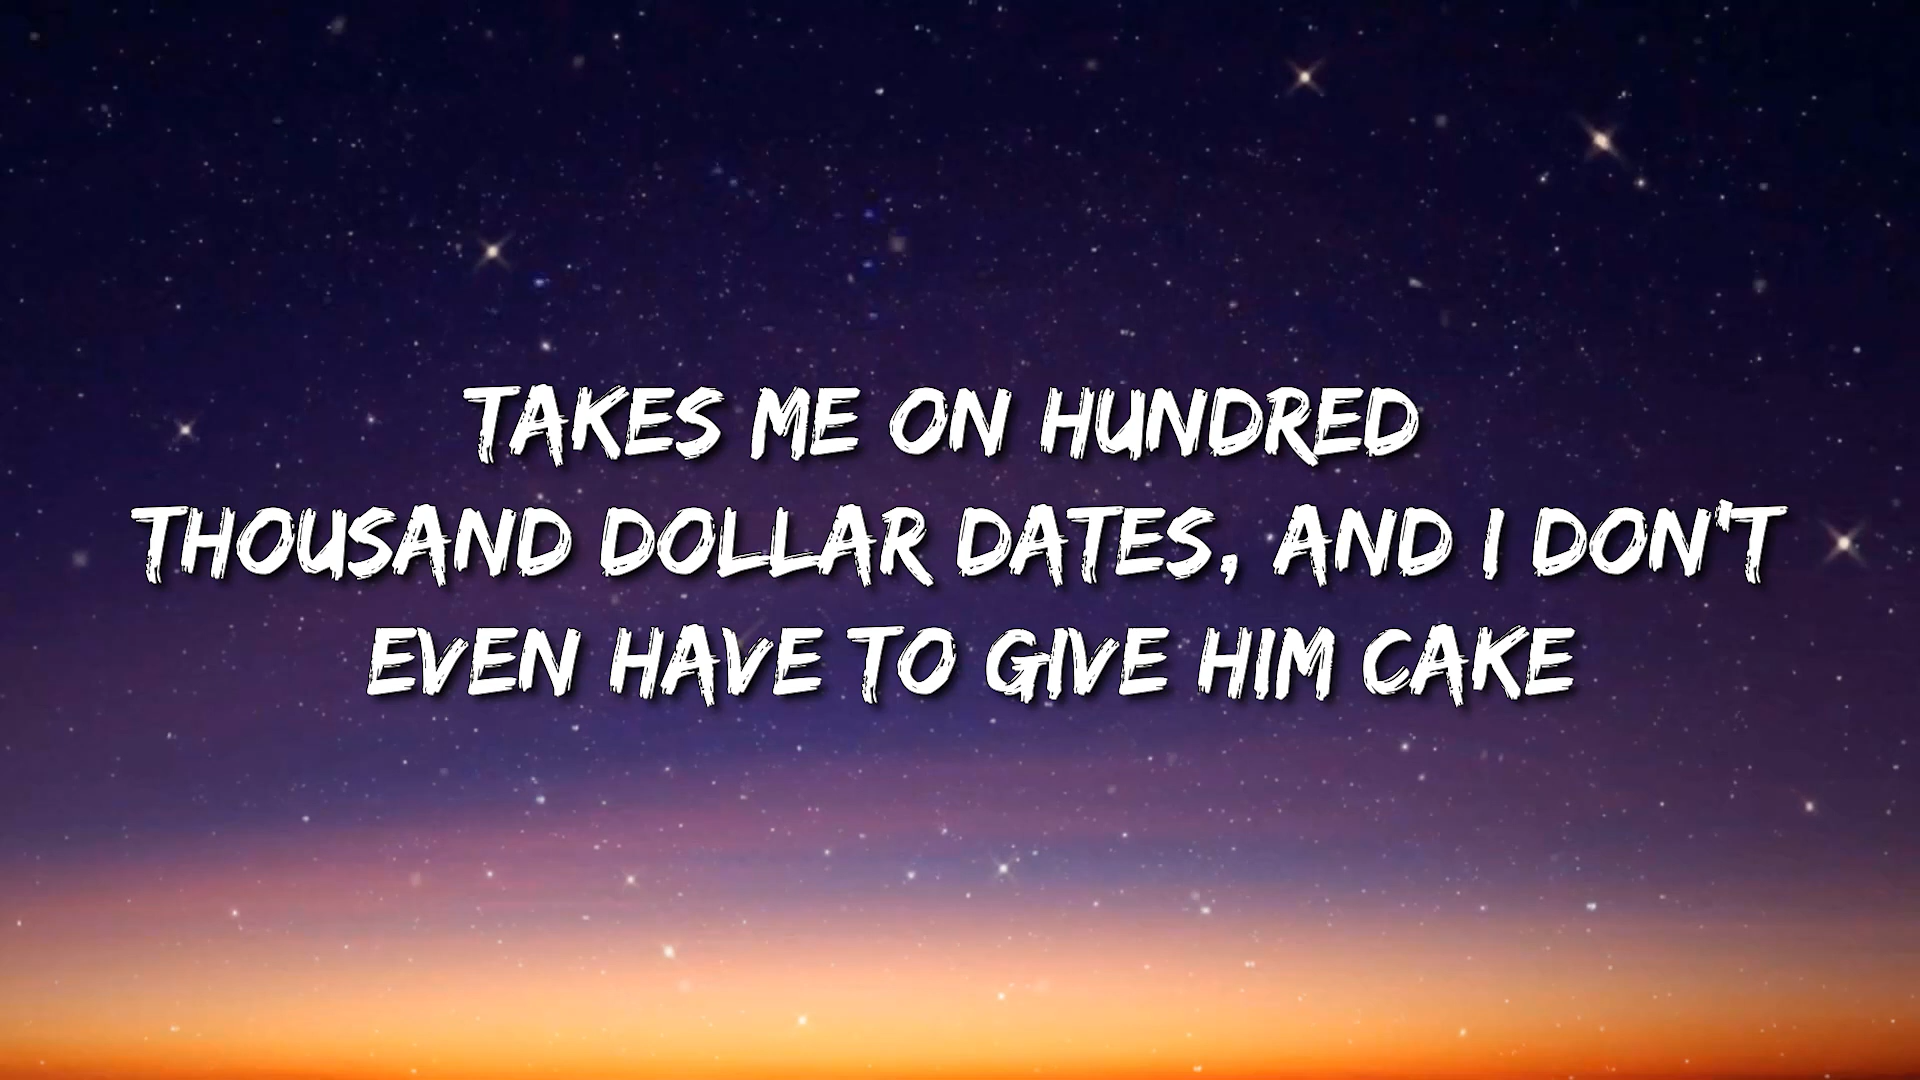 TAKES ME ON HUNDRED
THOUSAND DOLLAR DATES, AND I DON'T
EVEN HAVE TO GIVE HIM CAKE